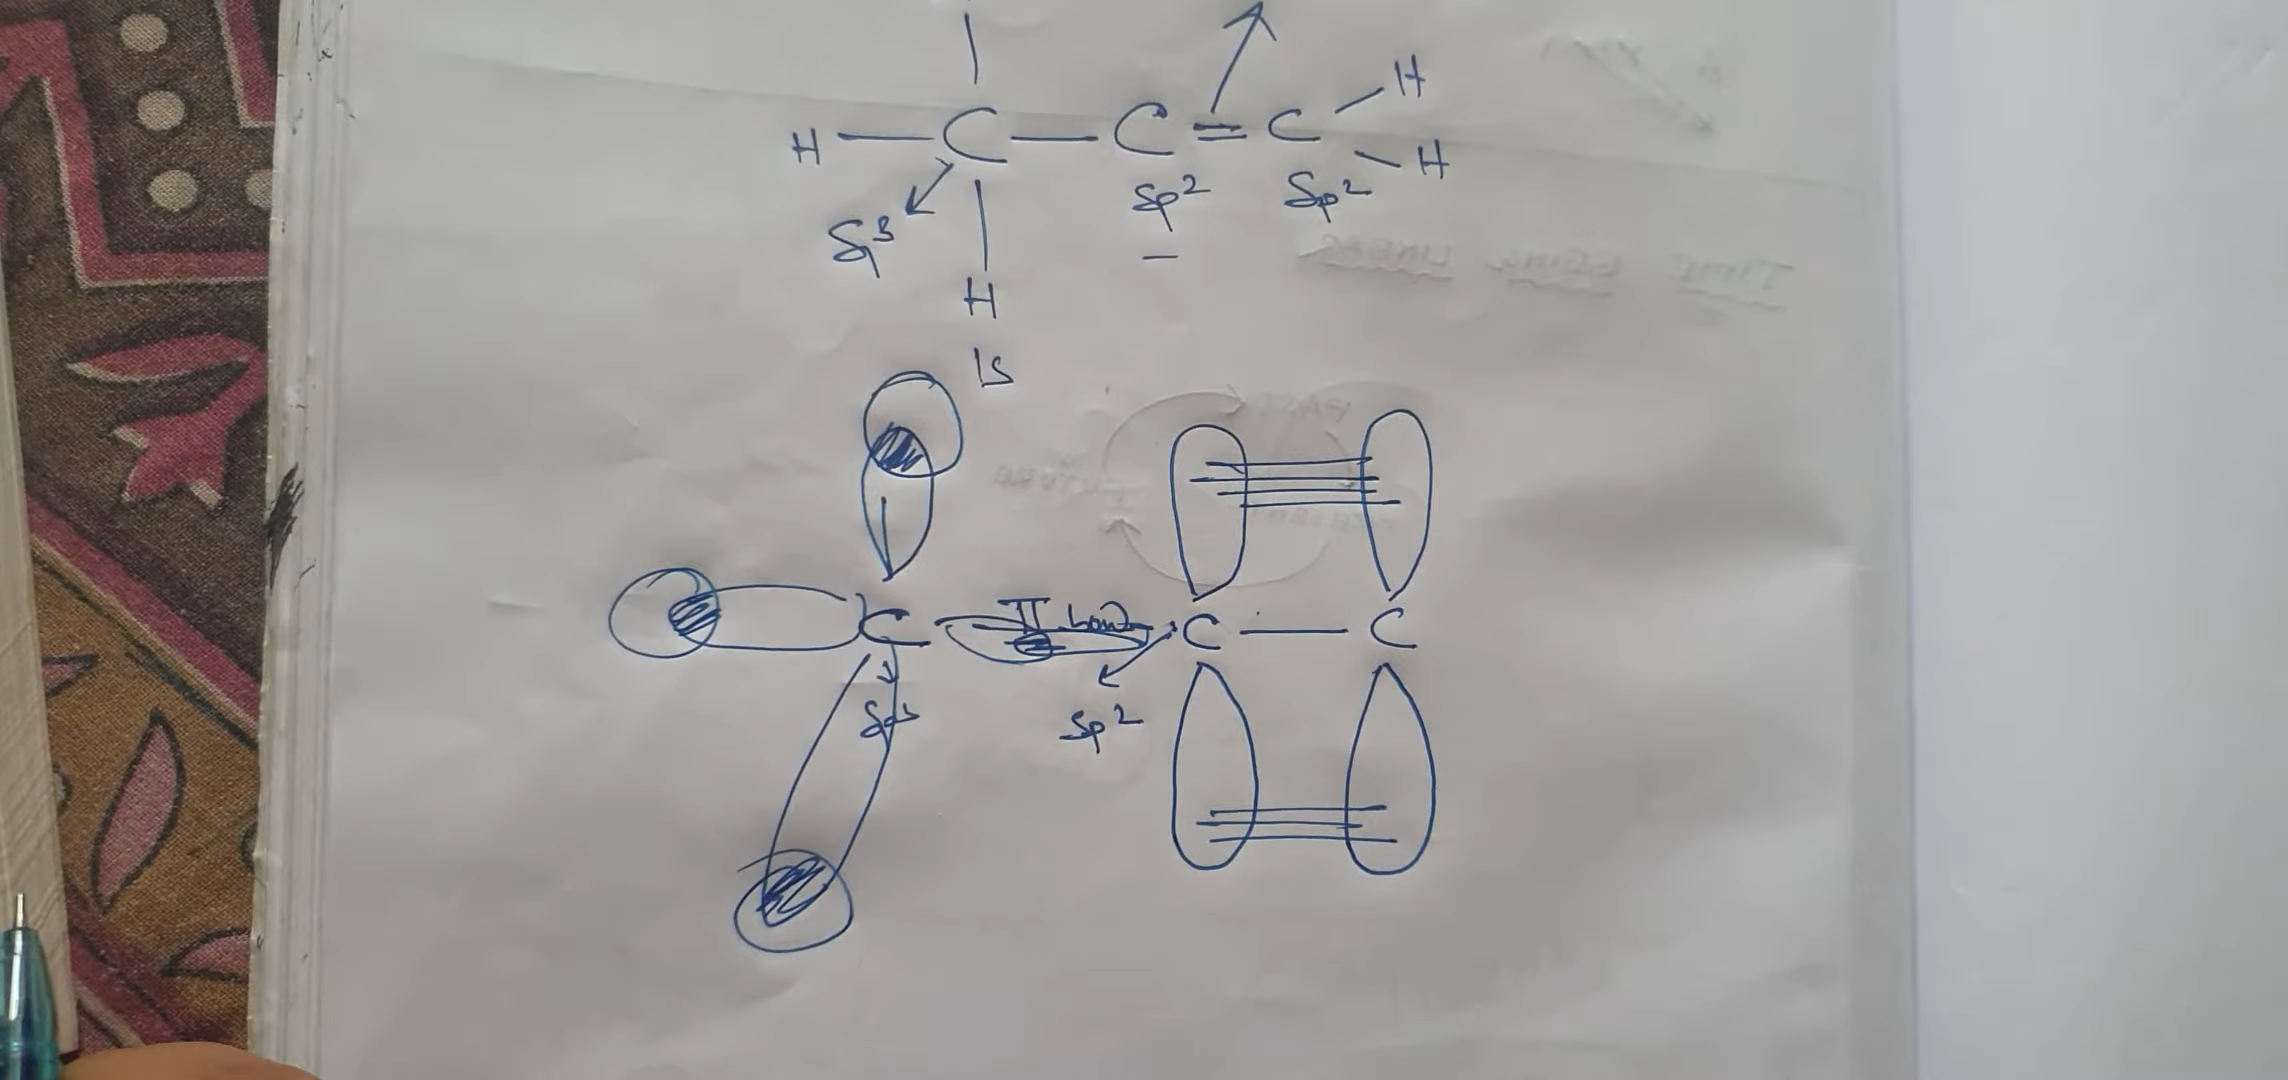 H
H — C — C = C
H
Sp² Sp²
Sp³
H
1s
C π bond C — C
Sp³ Sp²